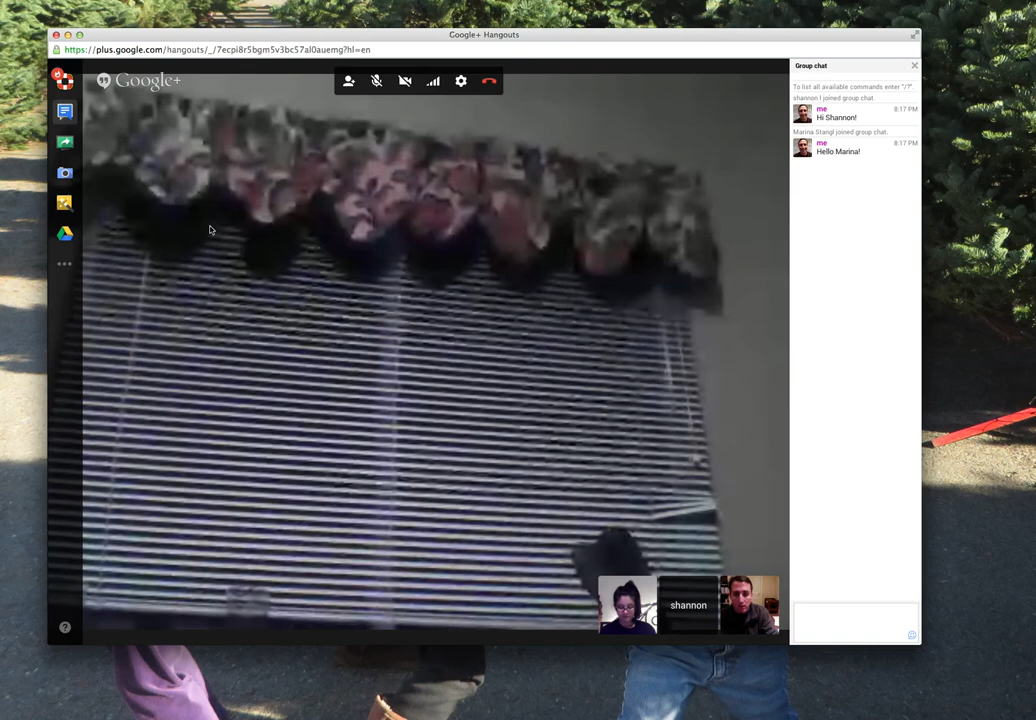 Google+ Hangouts
https://plus.google.com/hangouts/_/7ecpi8r5bgm5v3bc57al0auemg?hl=en
Google+
Group chat
To list all available commands enter "/?".
shannon l joined group chat.
me 8:17 PM
Hi Shannon!
Marina Stangl joined group chat.
me 8:17 PM
Hello Marina!
shannon
?